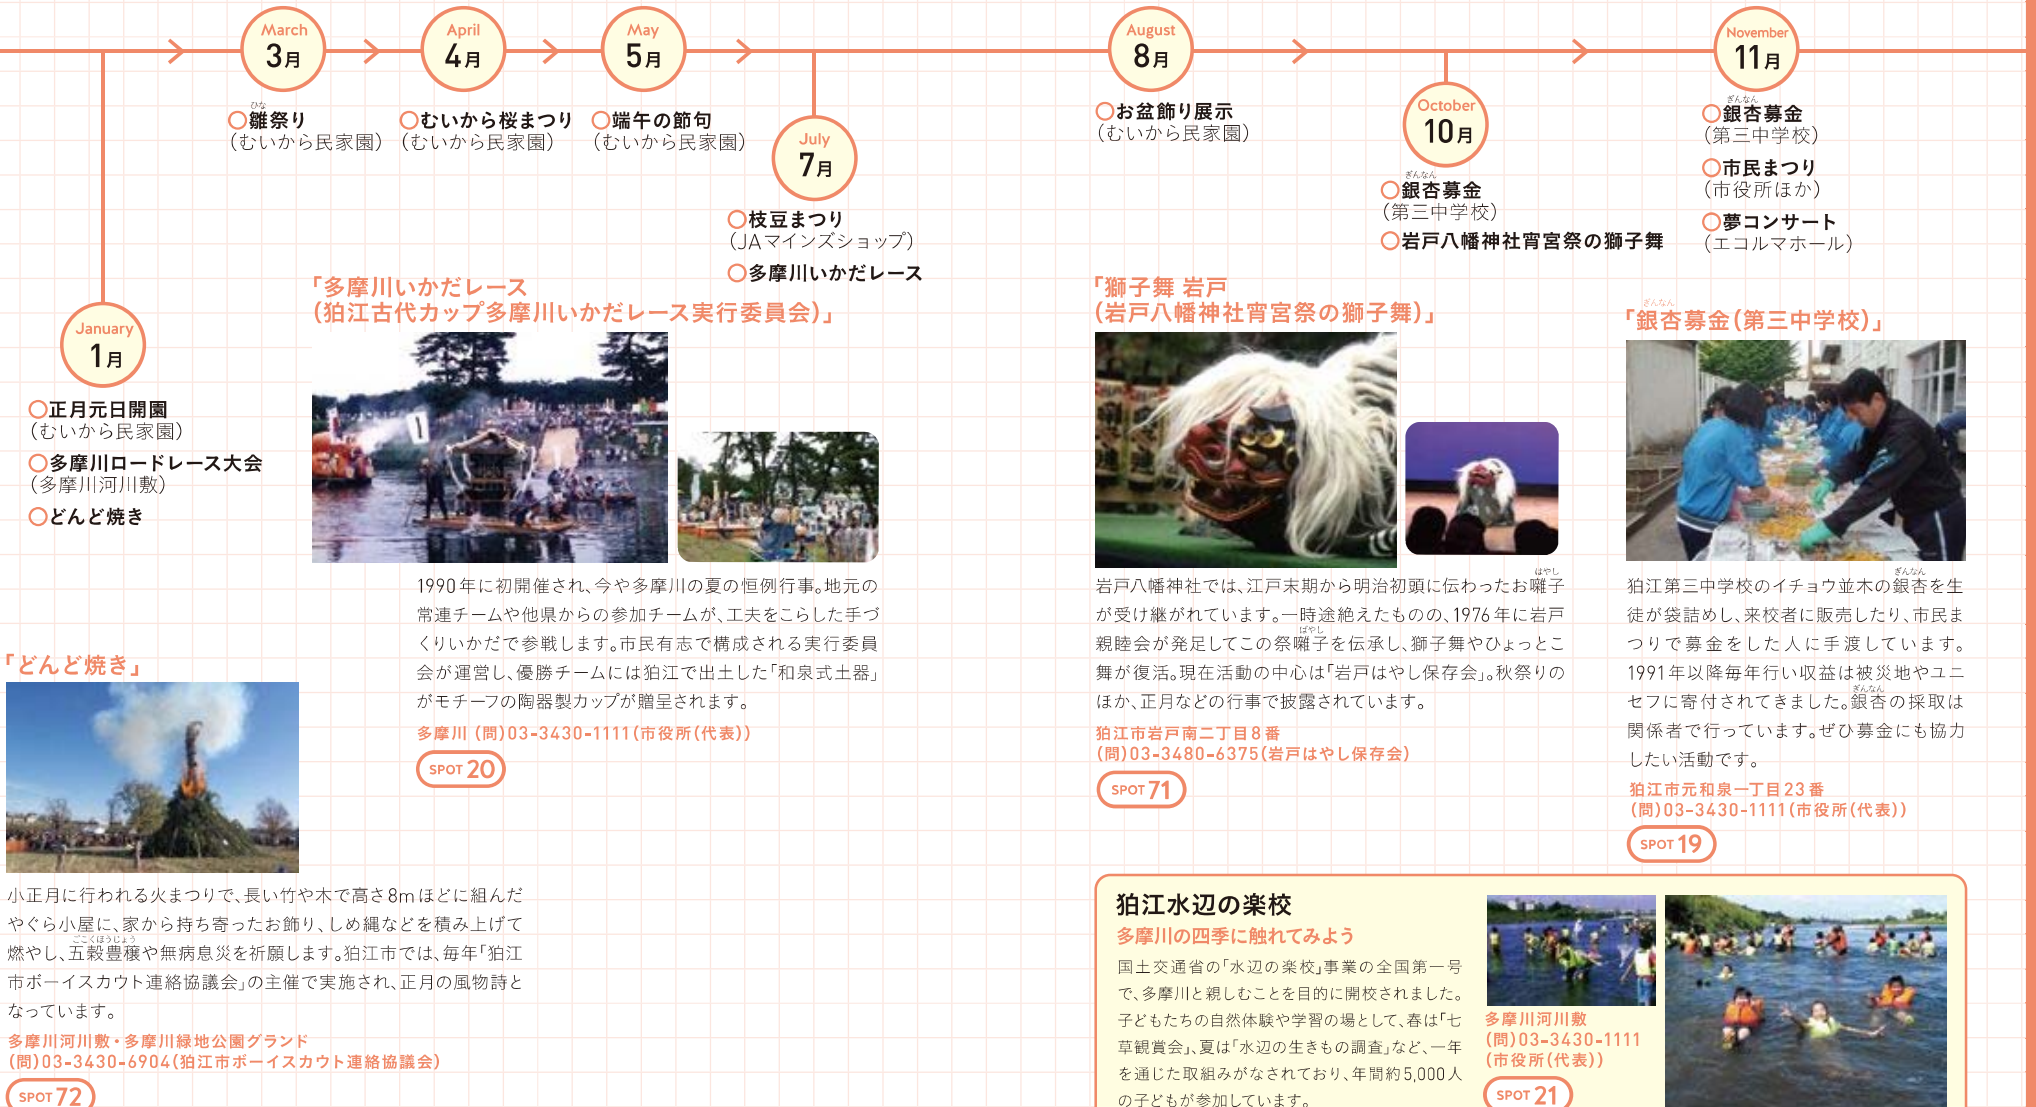 January
1月
○正月元日開園
(むいから民家園)
○多摩川ロードレース大会
(多摩川河川敷)
○どんど焼き
March
3月
ひな
○雛祭り
(むいから民家園)
April
4月
○むいから桜まつり
(むいから民家園)
May
5月
○端午の節句
(むいから民家園)
July
7月
○枝豆まつり
(JAマインズショップ)
○多摩川いかだレース
August
8月
○お盆飾り展示
(むいから民家園)
October
10月
ぎんなん
○銀杏募金
(第三中学校)
○岩戸八幡神社宵宮祭の獅子舞
November
11月
ぎんなん
○銀杏募金
(第三中学校)
○市民まつり
(市役所ほか)
○夢コンサート
(エコルマホール)
「どんど焼き」
小正月に行われる火まつりで、長い竹や木で高さ8mほどに組んだ
やぐら小屋に、家から持ち寄ったお飾り、しめ縄などを積み上げて
ごこくほうじょう
燃やし、五穀豊穣や無病息災を祈願します。狛江市では、毎年「狛江
市ボーイスカウト連絡協議会」の主催で実施され、正月の風物詩と
なっています。
多摩川河川敷・多摩川緑地公園グランド
(問)03-3430-6904(狛江市ボーイスカウト連絡協議会)
SPOT 72
「多摩川いかだレース
(狛江古代カップ多摩川いかだレース実行委員会)」
1990年に初開催され、今や多摩川の夏の恒例行事。地元の
常連チームや他県からの参加チームが、工夫をこらした手づ
くりいかだで参戦します。市民有志で構成される実行委員
会が運営し、優勝チームには狛江で出土した「和泉式土器」
がモチーフの陶器製カップが贈呈されます。
多摩川 (問)03-3430-1111(市役所(代表))
SPOT 20
「獅子舞 岩戸
(岩戸八幡神社宵宮祭の獅子舞)」
はやし
岩戸八幡神社では、江戸末期から明治初頭に伝わったお囃子
が受け継がれています。一時途絶えたものの、1976年に岩戸
ばやし
親睦会が発足してこの祭囃子を伝承し、獅子舞やひょっとこ
舞が復活。現在活動の中心は「岩戸はやし保存会」。秋祭りの
ほか、正月などの行事で披露されています。
狛江市岩戸南二丁目8番
(問)03-3480-6375(岩戸はやし保存会)
SPOT 71
ぎんなん
「銀杏募金(第三中学校)」
ぎんなん
狛江第三中学校のイチョウ並木の銀杏を生
徒が袋詰めし、来校者に販売したり、市民ま
つりで募金をした人に手渡しています。
1991年以降毎年行い収益は被災地やユニ
ぎんなん
セフに寄付されてきました。銀杏の採取は
関係者で行っています。ぜひ募金にも協力
したい活動です。
狛江市元和泉一丁目23番
(問)03-3430-1111(市役所(代表))
SPOT 19
狛江水辺の楽校
多摩川の四季に触れてみよう
国土交通省の「水辺の楽校」事業の全国第一号
で、多摩川と親しむことを目的に開校されました。
子どもたちの自然体験や学習の場として、春は「七
草観賞会」、夏は「水辺の生きもの調査」など、一年
を通じた取組みがなされており、年間約5,000人
の子どもが参加しています。
多摩川河川敷
(問)03-3430-1111
(市役所(代表))
SPOT 21